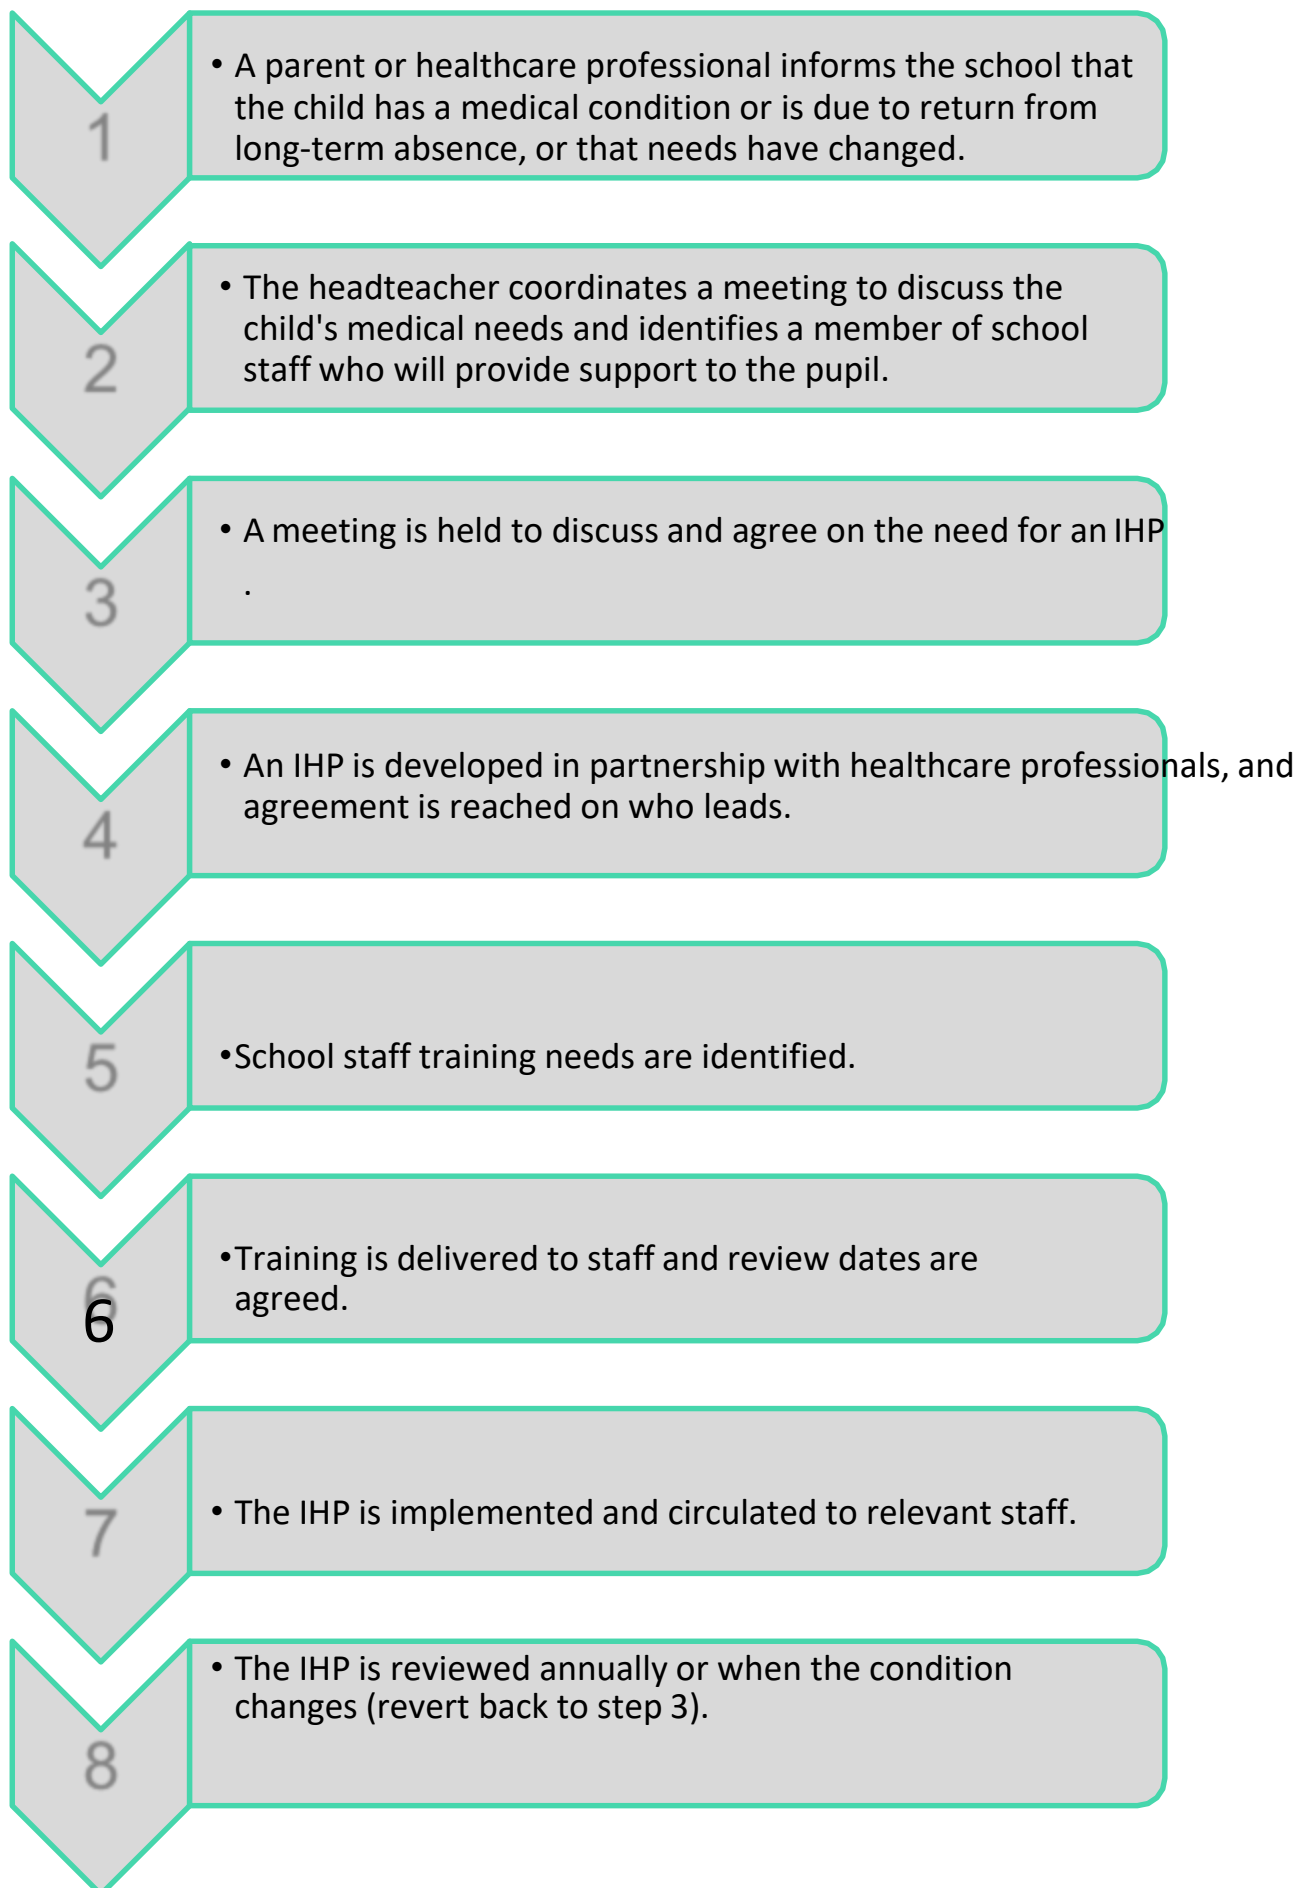 1
• A parent or healthcare professional informs the school that
the child has a medical condition or is due to return from
long-term absence, or that needs have changed.
2
• The headteacher coordinates a meeting to discuss the
child's medical needs and identifies a member of school
staff who will provide support to the pupil.
3
• A meeting is held to discuss and agree on the need for an IHP
.
4
• An IHP is developed in partnership with healthcare professionals, and
agreement is reached on who leads.
5
•School staff training needs are identified.
6
6
•Training is delivered to staff and review dates are
agreed.
7
• The IHP is implemented and circulated to relevant staff.
8
• The IHP is reviewed annually or when the condition
changes (revert back to step 3).